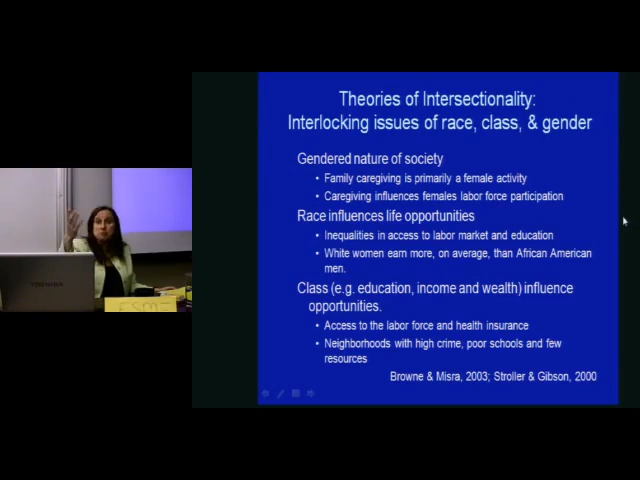 Theories of Intersectionality:
Interlocking issues of race, class, & gender
Gendered nature of society
• Family caregiving is primarily a female activity
• Caregiving influences females labor force participation
Race influences life opportunities
• Inequalities in access to labor market and education
• White women earn more, on average, than African American
men.
Class (e.g. education, income and wealth) influence
opportunities.
• Access to the labor force and health insurance
• Neighborhoods with high crime, poor schools and few
resources
Browne & Misra, 2003; Stroller & Gibson, 2000
TOSHIBA